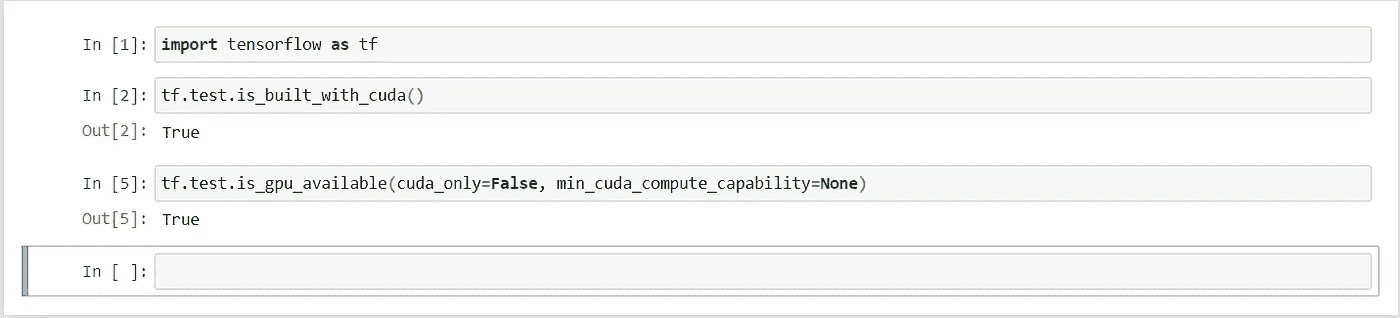 In [1]: import tensorflow as tf
In [2]: tf.test.is_built_with_cuda()
Out[2]: True
In [5]: tf.test.is_gpu_available(cuda_only=False, min_cuda_compute_capability=None)
Out[5]: True
In [ ]: